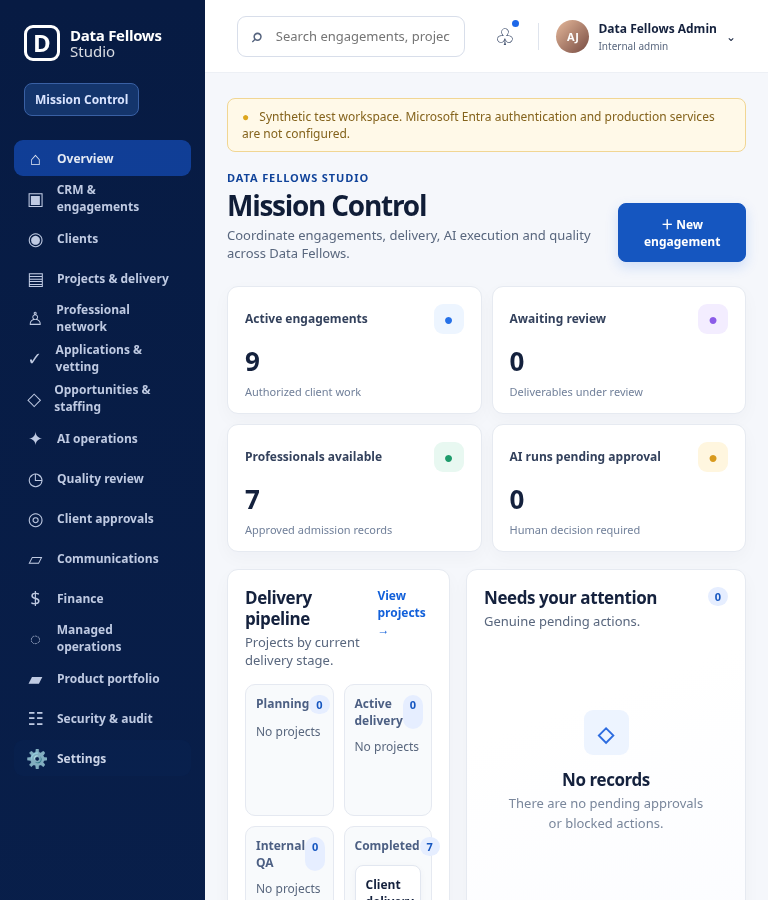 D
Data Fellows
Studio
Mission Control
Overview
CRM &
engagements
Clients
Projects & delivery
Professional
network
Applications &
vetting
Opportunities &
staffing
AI operations
Quality review
Client approvals
Communications
$ Finance
Managed
operations
Product portfolio
Security & audit
Settings
Search engagements, projec
AJ
Data Fellows Admin
Internal admin
Synthetic test workspace. Microsoft Entra authentication and production services
are not configured.
DATA FELLOWS STUDIO
Mission Control
Coordinate engagements, delivery, AI execution and quality
across Data Fellows.
+ New
engagement
Active engagements
9
Authorized client work
Awaiting review
0
Deliverables under review
Professionals available
7
Approved admission records
AI runs pending approval
0
Human decision required
Delivery
pipeline
View
projects
→
Projects by current
delivery stage.
Planning 0
No projects
Active
delivery
0
No projects
Internal
QA
0
No projects
Completed 7
Client
delivery
Needs your attention
0
Genuine pending actions.
No records
There are no pending approvals
or blocked actions.